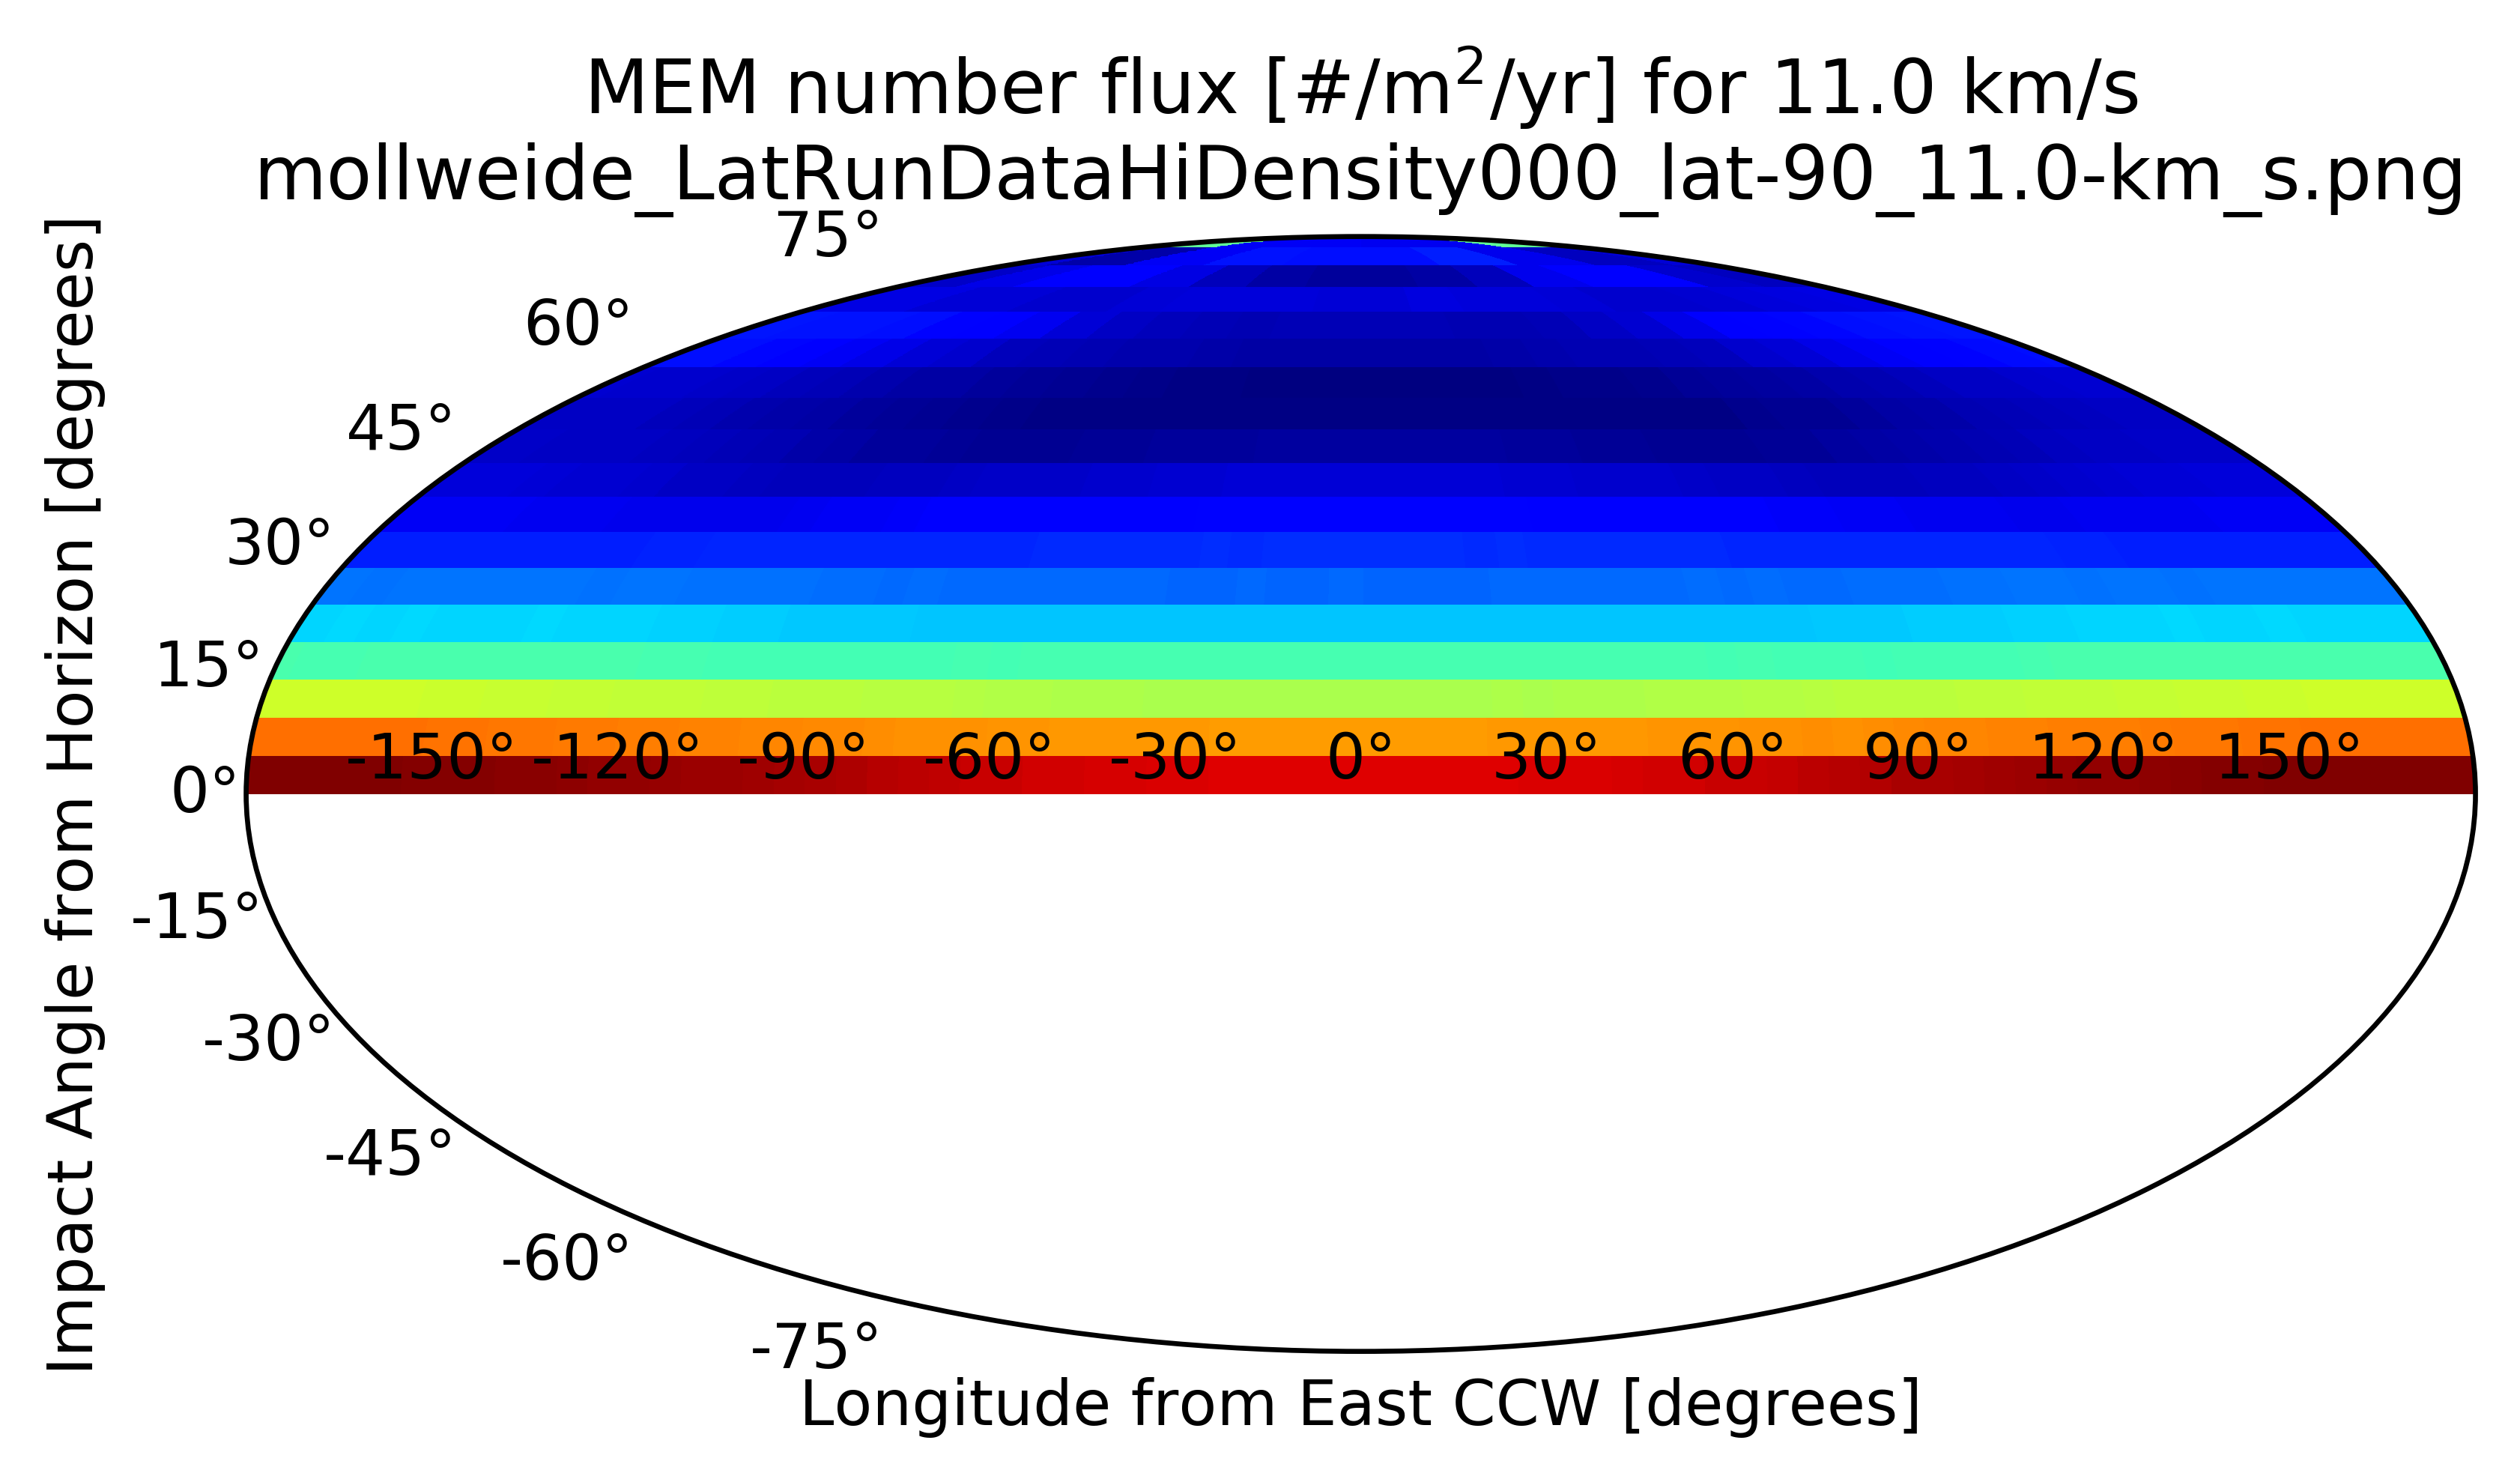 MEM number flux [#/m²/yr] for 11.0 km/s
mollweide_LatRunDataHiDensity000_lat-90_11.0-km_s.png
Impact Angle from Horizon [degrees]
75°
60°
45°
30°
15°
0°
-15°
-30°
-45°
-60°
-75°
-150° -120° -90° -60° -30° 0° 30° 60° 90° 120° 150°
Longitude from East CCW [degrees]